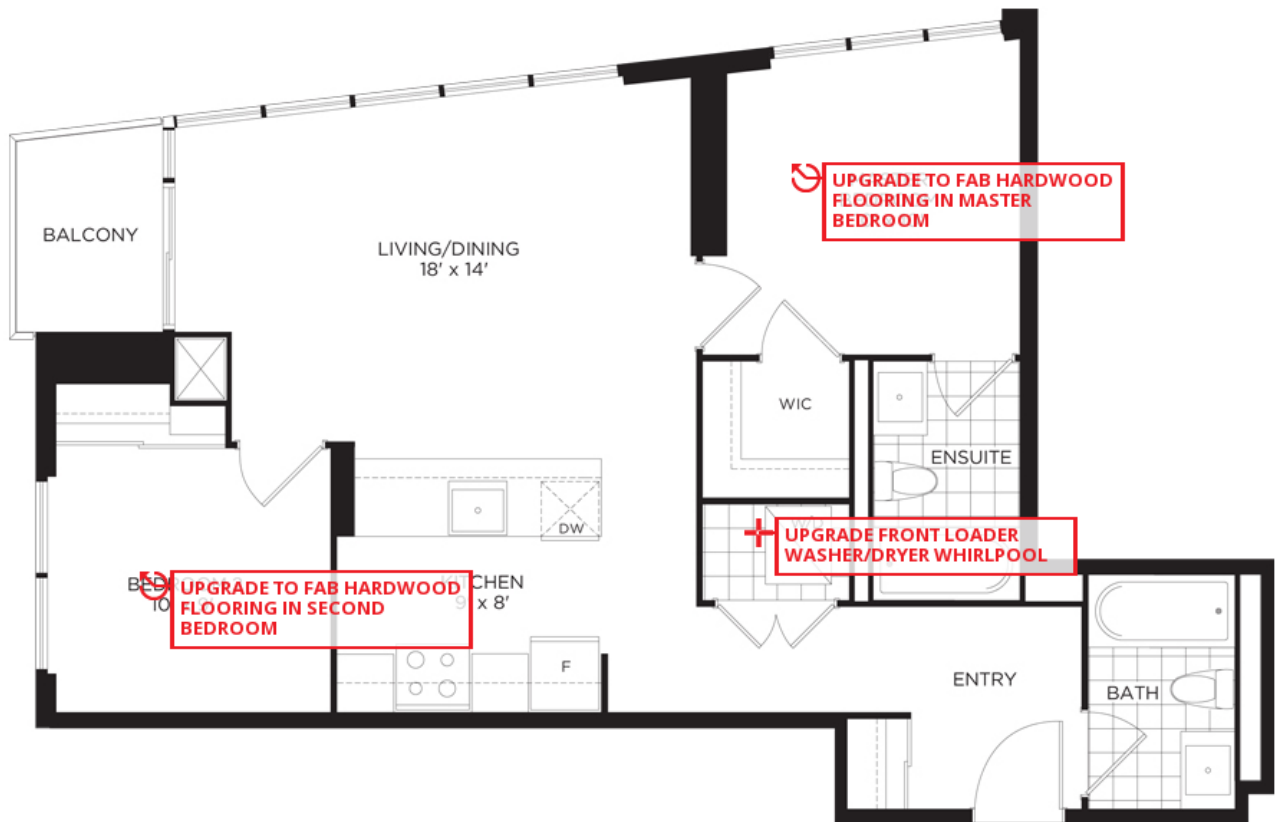 UPGRADE TO FAB HARDWOOD
FLOORING IN MASTER
BEDROOM
BALCONY
LIVING/DINING
18' x 14'
WIC
ENSUITE
W/D
UPGRADE FRONT LOADER
WASHER/DRYER WHIRLPOOL
DW
KITCHEN
9' x 8'
UPGRADE TO FAB HARDWOOD
FLOORING IN SECOND
BEDROOM
F
ENTRY
BATH